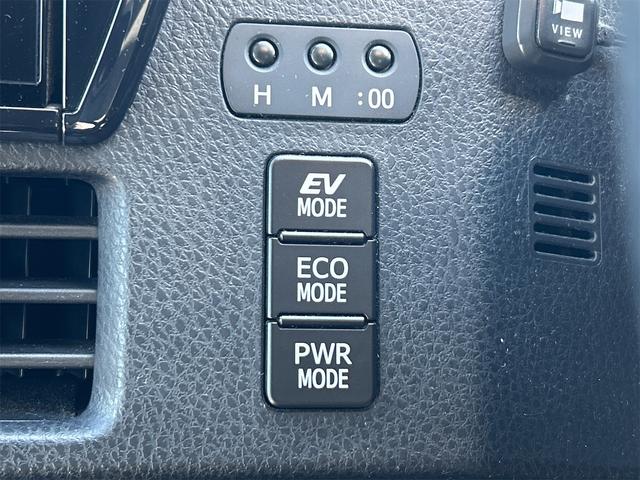 VIEW
H M :00
EV
MODE
ECO
MODE
PWR
MODE